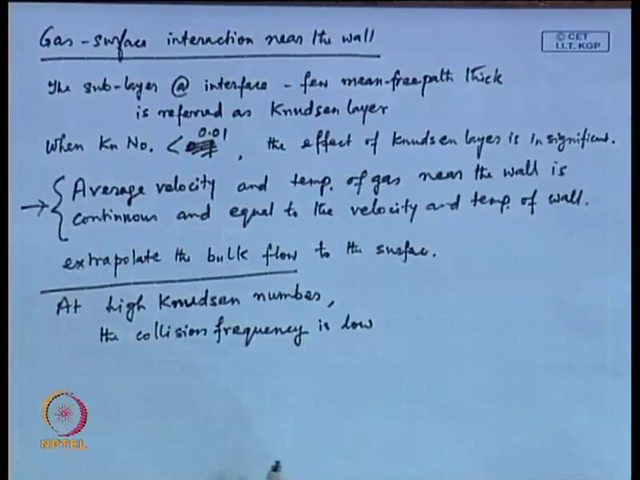 Gas-surface interaction near the wall
© CET
I.I.T. KGP
The sub-layer @ interface - few mean-free path thick
is referred as Knudsen layer
When Kn No. < 0.01, the effect of Knudsen layers is insignificant.
→ { Average velocity and temp. of gas near the wall is
continuous and equal to the velocity and temp. of wall.
extrapolate the bulk flow to the surface.
At high Knudsen number,
the collision frequency is low
NPTEL